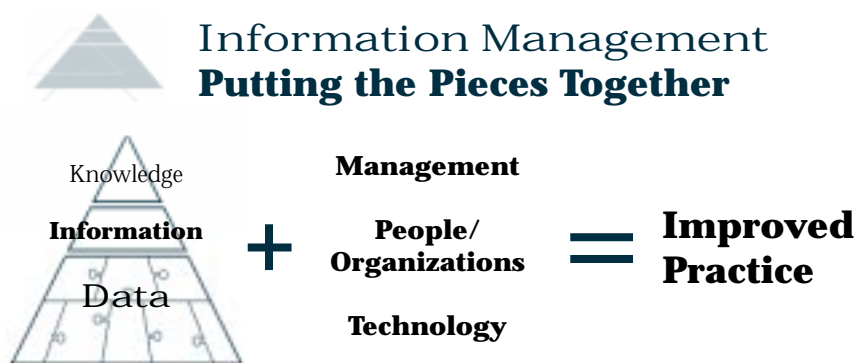 Information Management
Putting the Pieces Together
Knowledge
Information
Data
+
Management
People/
Organizations
Technology
=
Improved
Practice